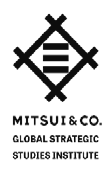 MITSUI & CO.
GLOBAL STRATEGIC
STUDIES INSTITUTE